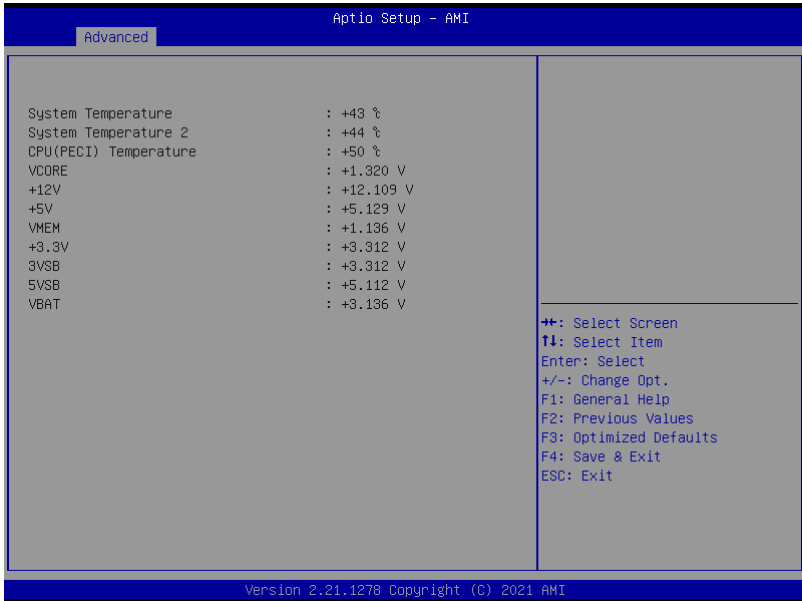 Aptio Setup – AMI
Advanced
System Temperature : +43 ℃
System Temperature 2 : +44 ℃
CPU(PECI) Temperature : +50 ℃
VCORE : +1.320 V
+12V : +12.109 V
+5V : +5.129 V
VMEM : +1.136 V
+3.3V : +3.312 V
3VSB : +3.312 V
5VSB : +5.112 V
VBAT : +3.136 V
→←: Select Screen
↑↓: Select Item
Enter: Select
+/-: Change Opt.
F1: General Help
F2: Previous Values
F3: Optimized Defaults
F4: Save & Exit
ESC: Exit
Version 2.21.1278 Copyright (C) 2021 AMI